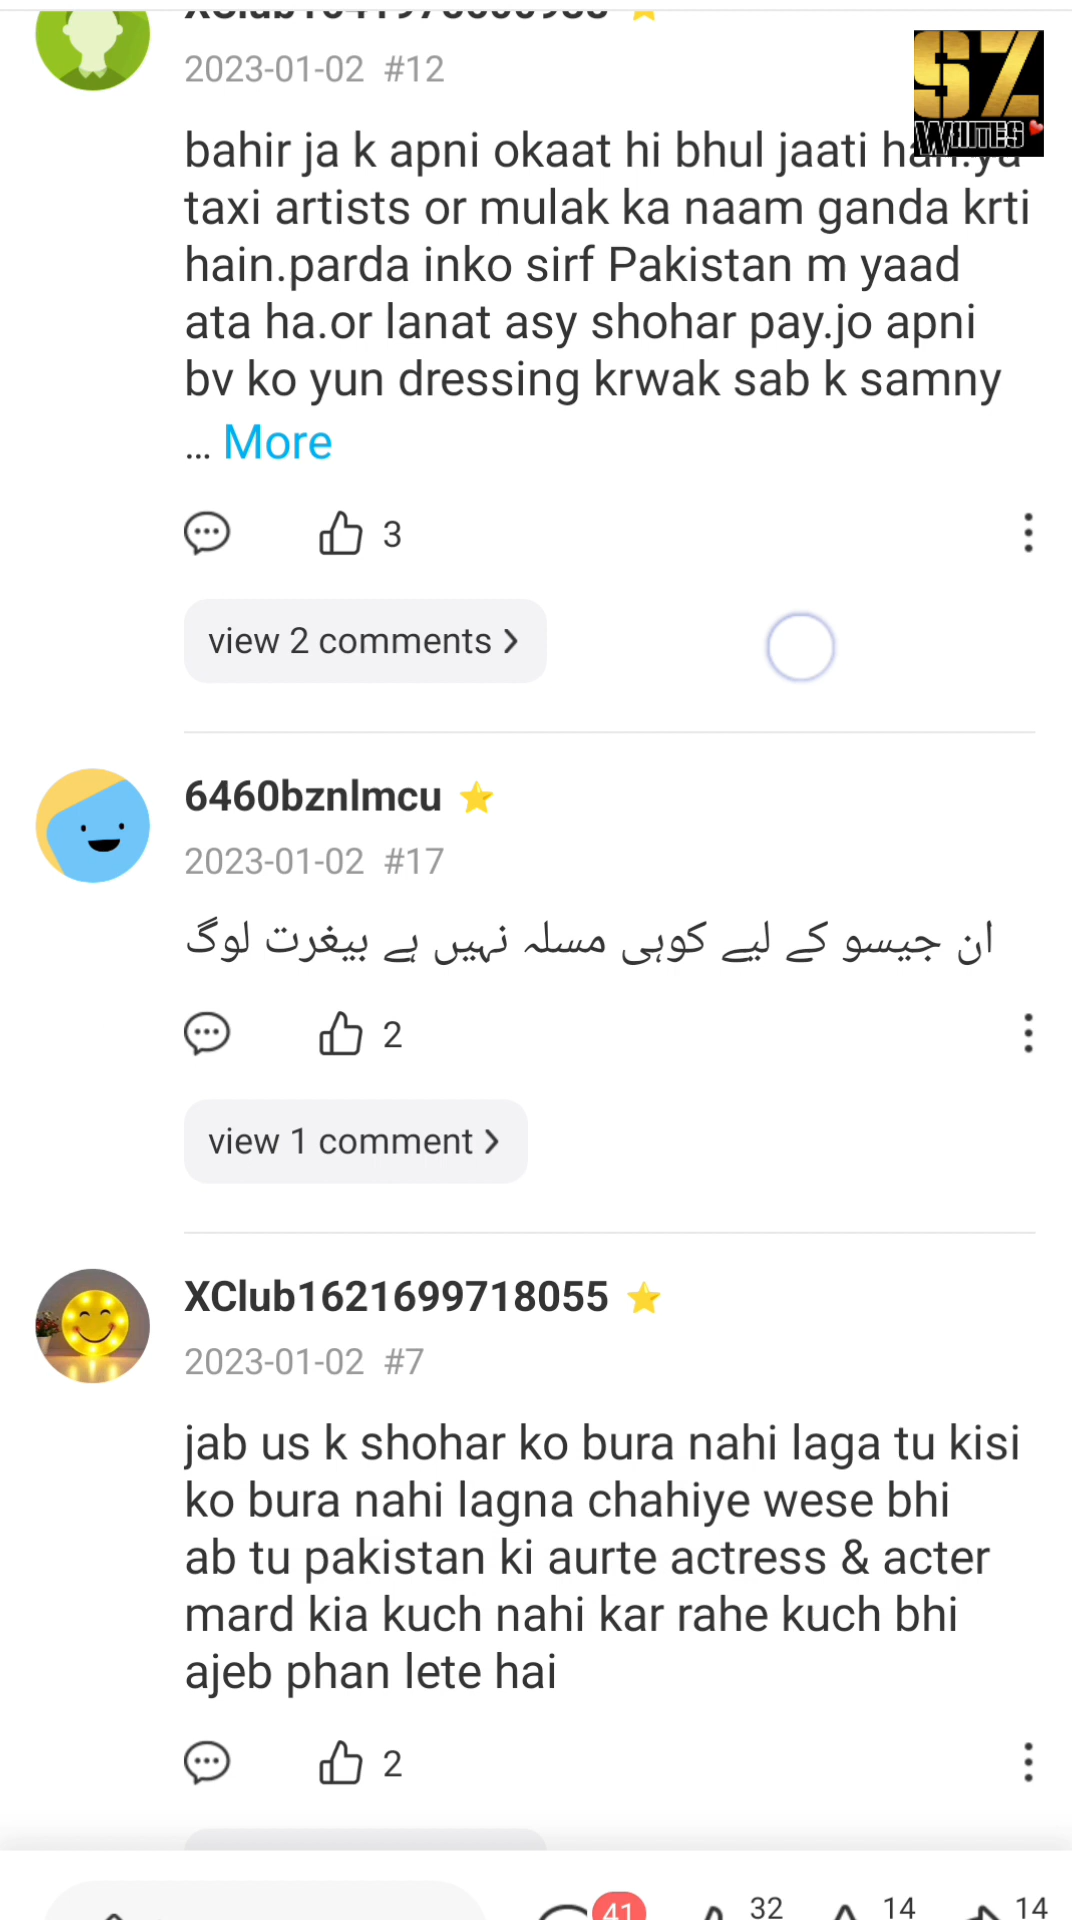 2023-01-02 #12
SZ
WRITES
bahir ja k apni okaat hi bhul jaati
taxi artists or mulak ka naam ganda krti
hain.parda inko sirf Pakistan m yaad
ata ha.or lanat asy shohar pay.jo apni
bv ko yun dressing krwak sab k samny
... More
3
view 2 comments >
6460bznlmcu
2023-01-02 #17
ان جیسو کے لیے کوہی مسلہ نہیں ہے بیغرت لوگ
2
view 1 comment >
XClub1621699718055
2023-01-02 #7
jab us k shohar ko bura nahi laga tu kisi
ko bura nahi lagna chahiye wese bhi
ab tu pakistan ki aurte actress & acter
mard kia kuch nahi kar rahe kuch bhi
ajeb phan lete hai
2
41 32 14 14